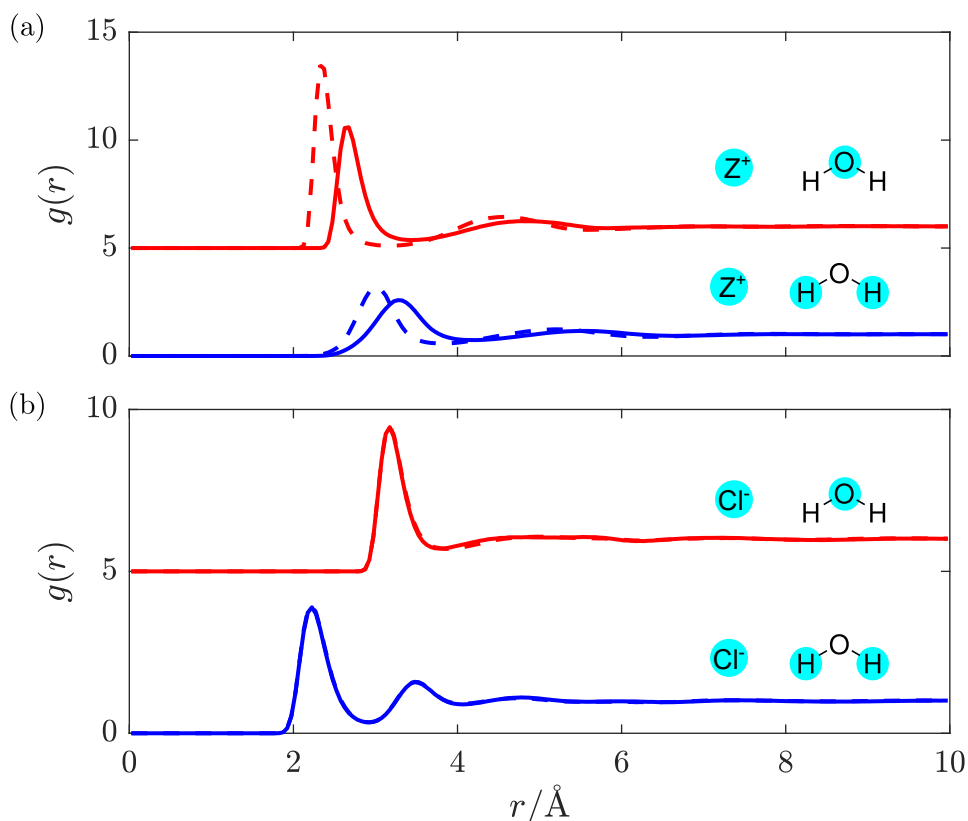 (a)
15
10
5
0
g(r)
Z⁺ H O H
Z⁺ H O H
(b)
10
5
0
g(r)
Cl⁻ H O H
Cl⁻ H O H
0 2 4 6 8 10
r/Å